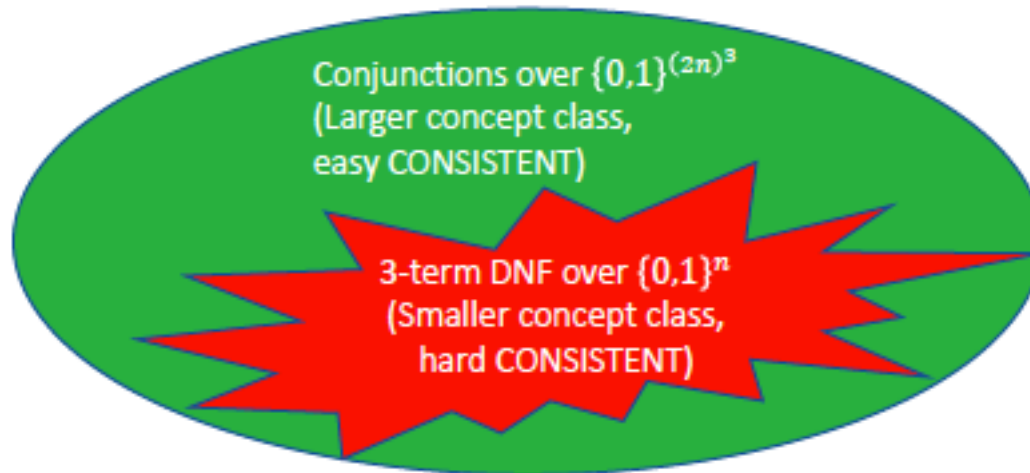 Conjunctions over {0,1}^{(2n)^3}
(Larger concept class,
easy CONSISTENT)
3-term DNF over {0,1}^n
(Smaller concept class,
hard CONSISTENT)